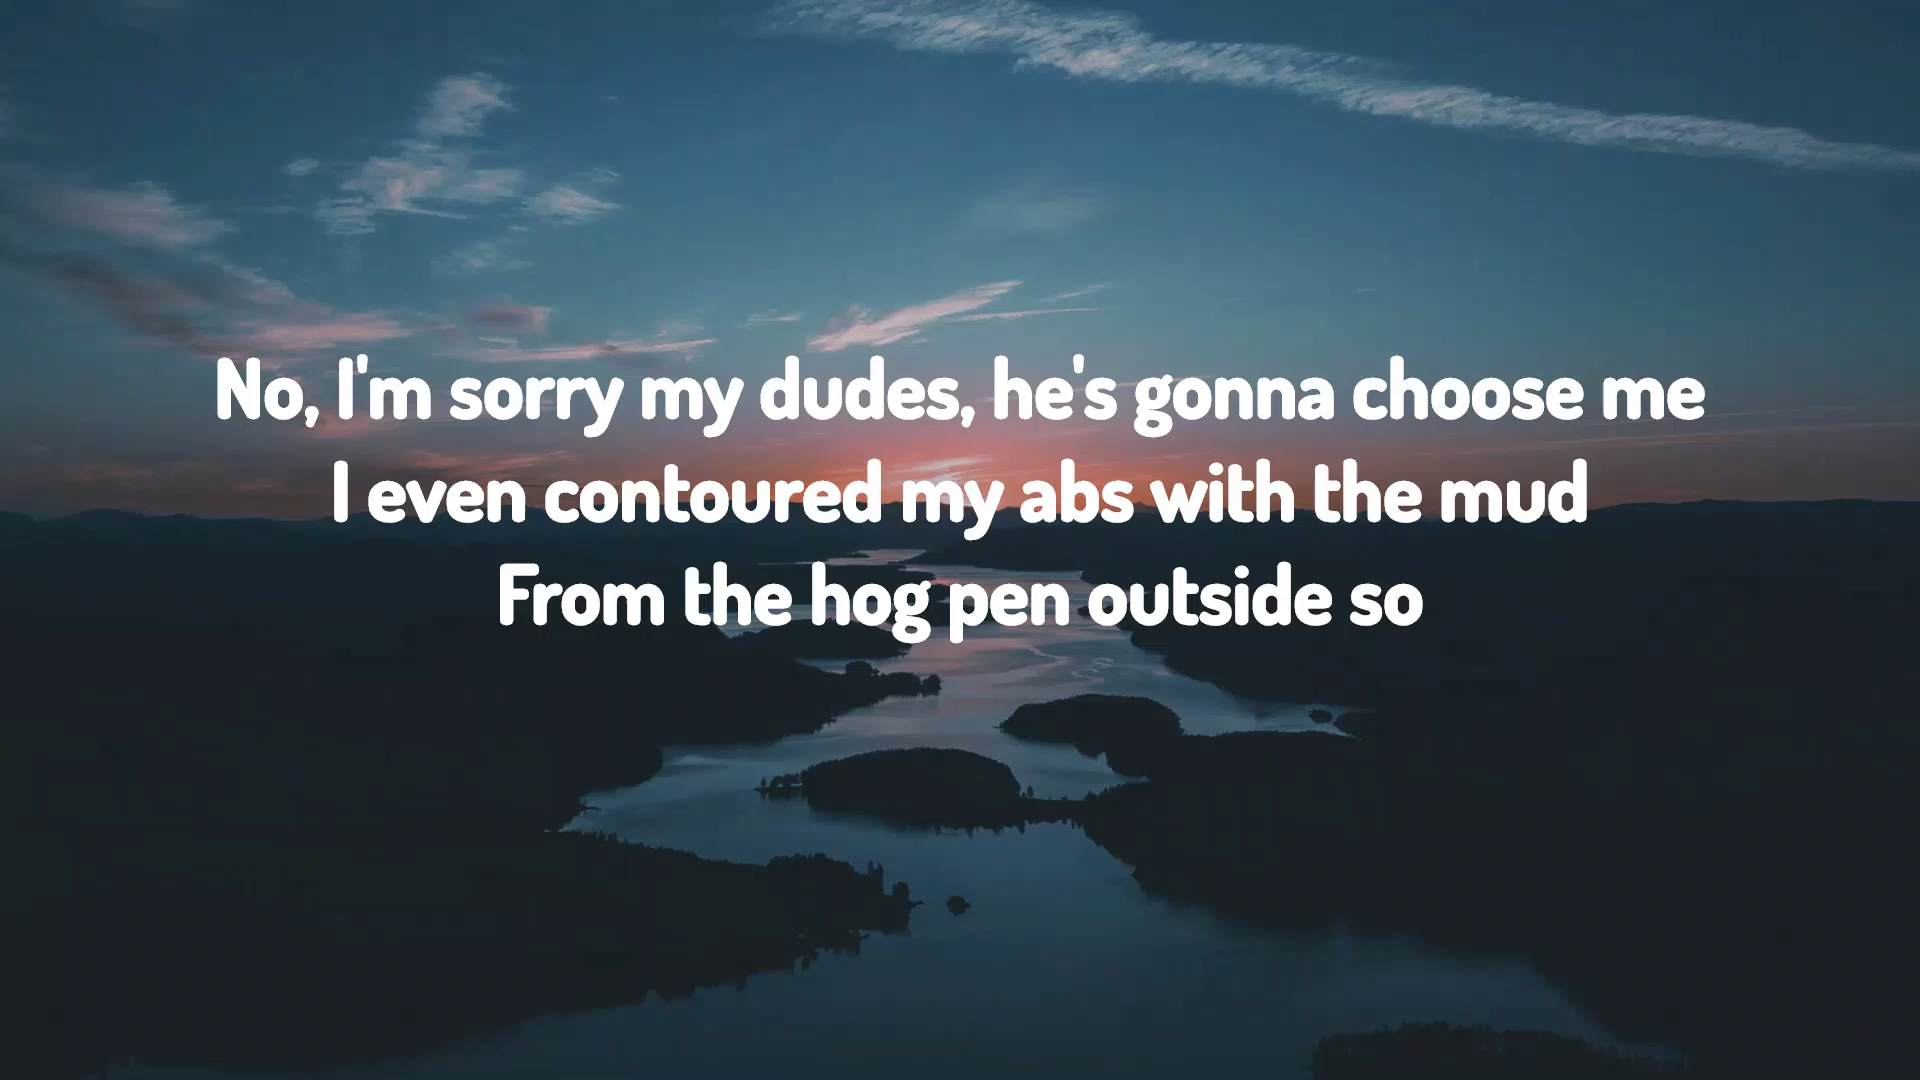 No, I'm sorry my dudes, he's gonna choose me
I even contoured my abs with the mud
From the hog pen outside so